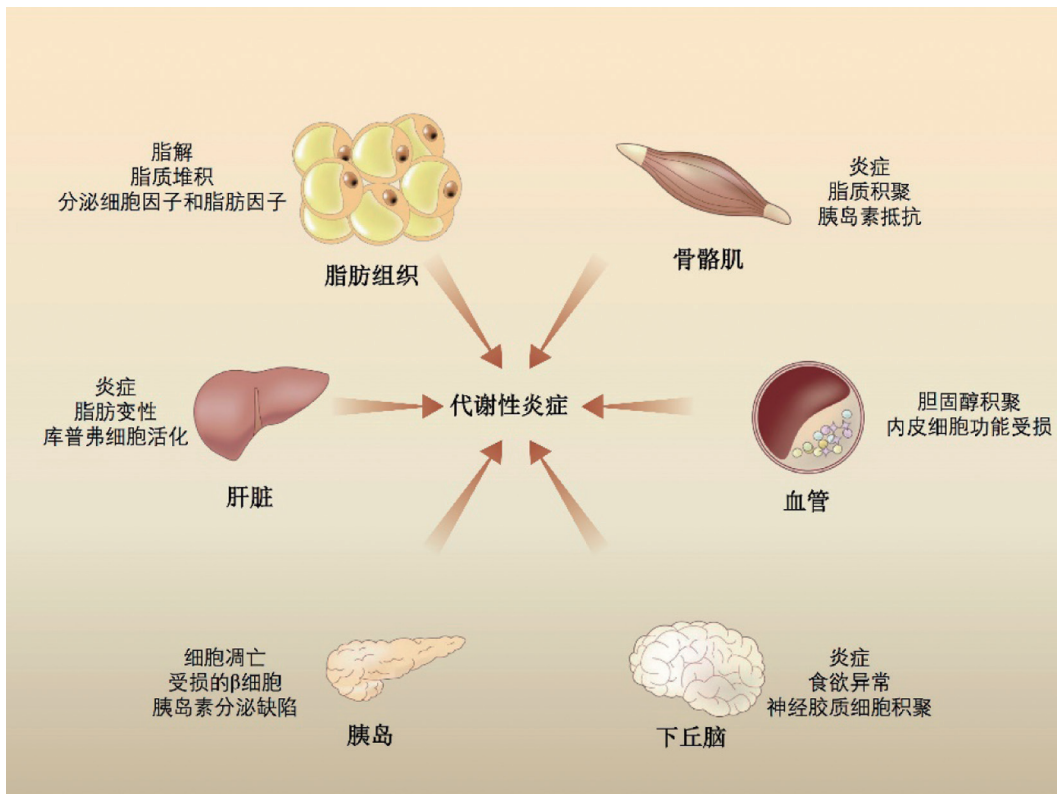 脂解
脂质堆积
分泌细胞因子和脂肪因子
脂肪组织
炎症
脂质积聚
胰岛素抵抗
骨骼肌
炎症
脂肪变性
库普弗细胞活化
肝脏
代谢性炎症
胆固醇积聚
内皮细胞功能受损
血管
细胞凋亡
受损的β细胞
胰岛素分泌缺陷
胰岛
炎症
食欲异常
神经胶质细胞积聚
下丘脑